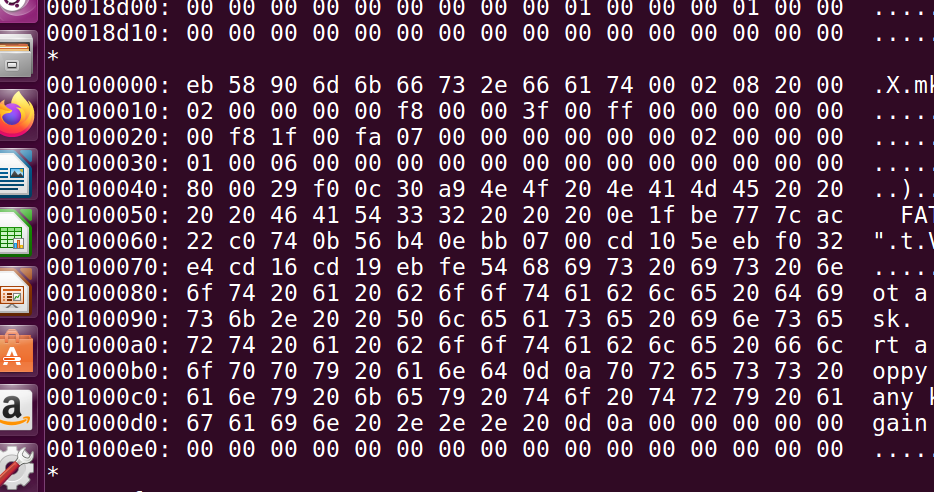 00018d00: 00 00 00 00 00 00 00 00 00 01 00 00 00 01 00 00 .....
00018d10: 00 00 00 00 00 00 00 00 00 00 00 00 00 00 00 00 .....
*
00100000: eb 58 90 6d 6b 66 73 2e 66 61 74 00 02 08 20 00 .X.mk
00100010: 02 00 00 00 00 f8 00 00 3f 00 ff 00 00 00 00 00 .....
00100020: 00 f8 1f 00 fa 07 00 00 00 00 00 00 02 00 00 00 .....
00100030: 01 00 06 00 00 00 00 00 00 00 00 00 00 00 00 00 .....
00100040: 80 00 29 f0 0c 30 a9 4e 4f 20 4e 41 4d 45 20 20 ..)..
00100050: 20 20 46 41 54 33 32 20 20 20 0e 1f be 77 7c ac FAT
00100060: 22 c0 74 0b 56 b4 0e bb 07 00 cd 10 5e eb f0 32 ".t.V
00100070: e4 cd 16 cd 19 eb fe 54 68 69 73 20 69 73 20 6e .....
00100080: 6f 74 20 61 20 62 6f 6f 74 61 62 6c 65 20 64 69 ot a
00100090: 73 6b 2e 20 20 50 6c 65 61 73 65 20 69 6e 73 65 sk.
001000a0: 72 74 20 61 20 62 6f 6f 74 61 62 6c 65 20 66 6c rt a
001000b0: 6f 70 70 79 20 61 6e 64 0d 0a 70 72 65 73 73 20 oppy
001000c0: 61 6e 79 20 6b 65 79 20 74 6f 20 74 72 79 20 61 any k
001000d0: 67 61 69 6e 20 2e 2e 2e 20 0d 0a 00 00 00 00 00 gain
001000e0: 00 00 00 00 00 00 00 00 00 00 00 00 00 00 00 00 .....
*